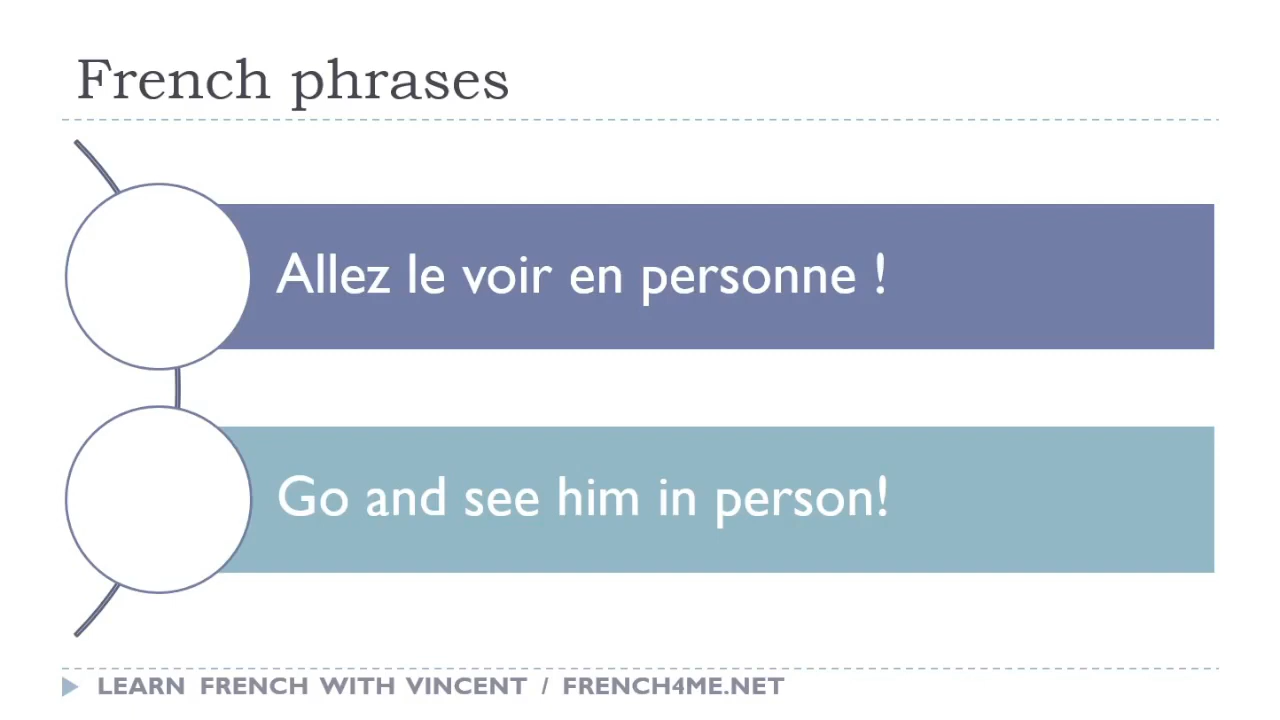 French phrases
Allez le voir en personne !
Go and see him in person!
LEARN FRENCH WITH VINCENT / FRENCH4ME.NET